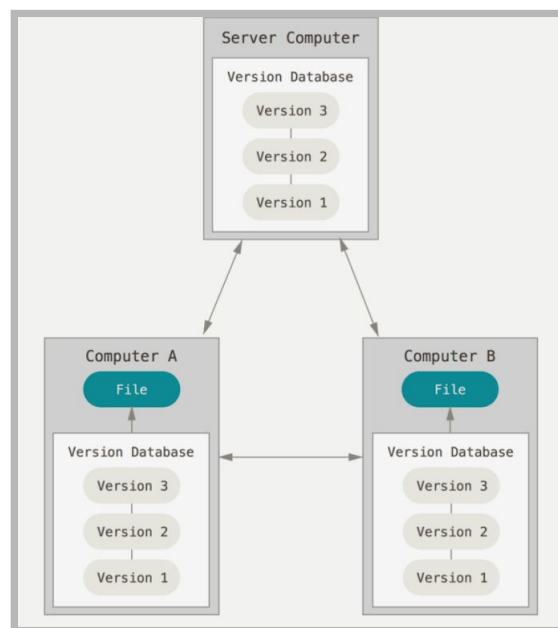 Server Computer
Version Database
Version 3
Version 2
Version 1
Computer A
File
Version Database
Version 3
Version 2
Version 1
Computer B
File
Version Database
Version 3
Version 2
Version 1